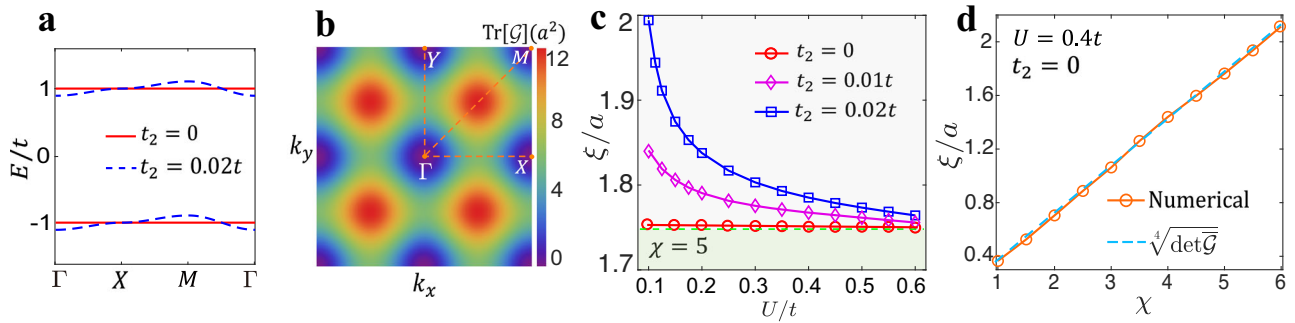 a
E/t
1
0
-1
t₂ = 0
t₂ = 0.02t
Γ X M Γ
b
Tr[𝒢](a²)
12
8
4
0
Y
M
Γ
X
k_y
k_x
c
ξ/a
2
1.9
1.8
1.7
t₂ = 0
t₂ = 0.01t
t₂ = 0.02t
χ = 5
0.1 0.2 0.3 0.4 0.5 0.6
U/t
d
ξ/a
2
1.6
1.2
0.8
0.4
U = 0.4t
t₂ = 0
Numerical
∜det𝒢̅
1 2 3 4 5 6
χ